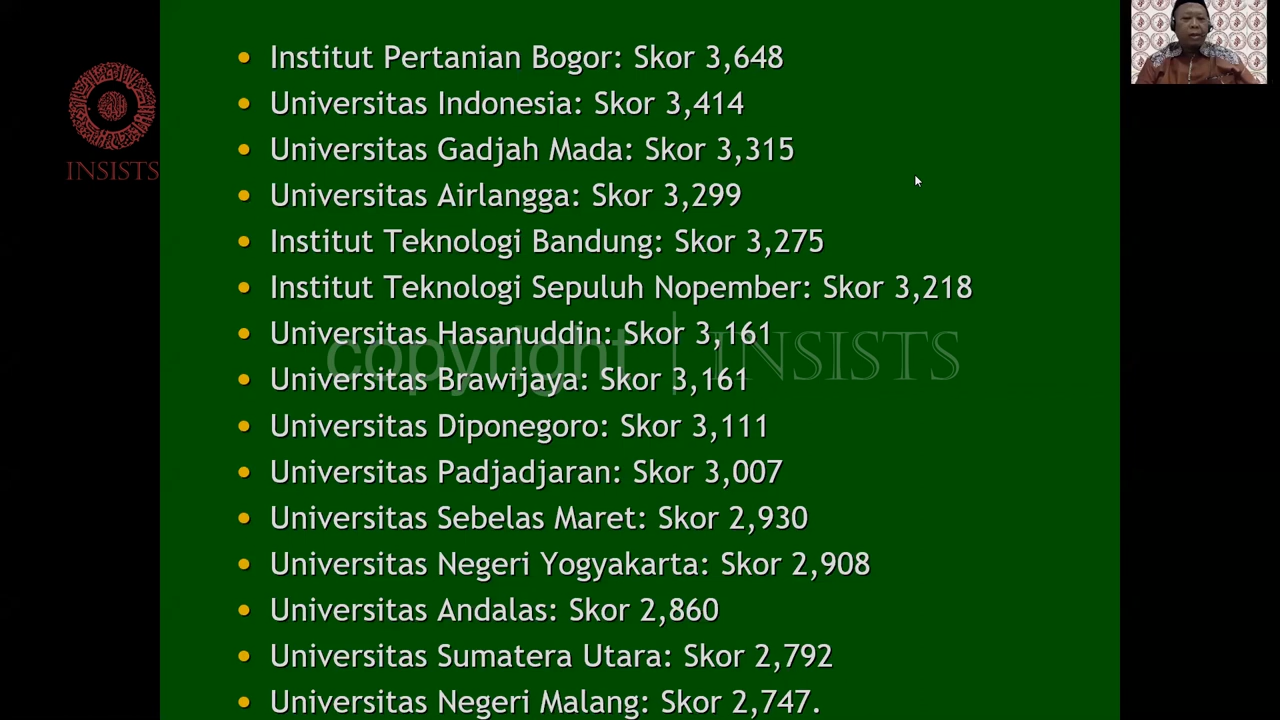 Institut Pertanian Bogor: Skor 3,648
Universitas Indonesia: Skor 3,414
Universitas Gadjah Mada: Skor 3,315
Universitas Airlangga: Skor 3,299
Institut Teknologi Bandung: Skor 3,275
Institut Teknologi Sepuluh Nopember: Skor 3,218
Universitas Hasanuddin: Skor 3,161
Universitas Brawijaya: Skor 3,161
Universitas Diponegoro: Skor 3,111
Universitas Padjadjaran: Skor 3,007
Universitas Sebelas Maret: Skor 2,930
Universitas Negeri Yogyakarta: Skor 2,908
Universitas Andalas: Skor 2,860
Universitas Sumatera Utara: Skor 2,792
Universitas Negeri Malang: Skor 2,747.
INSISTS
copyright | INSISTS